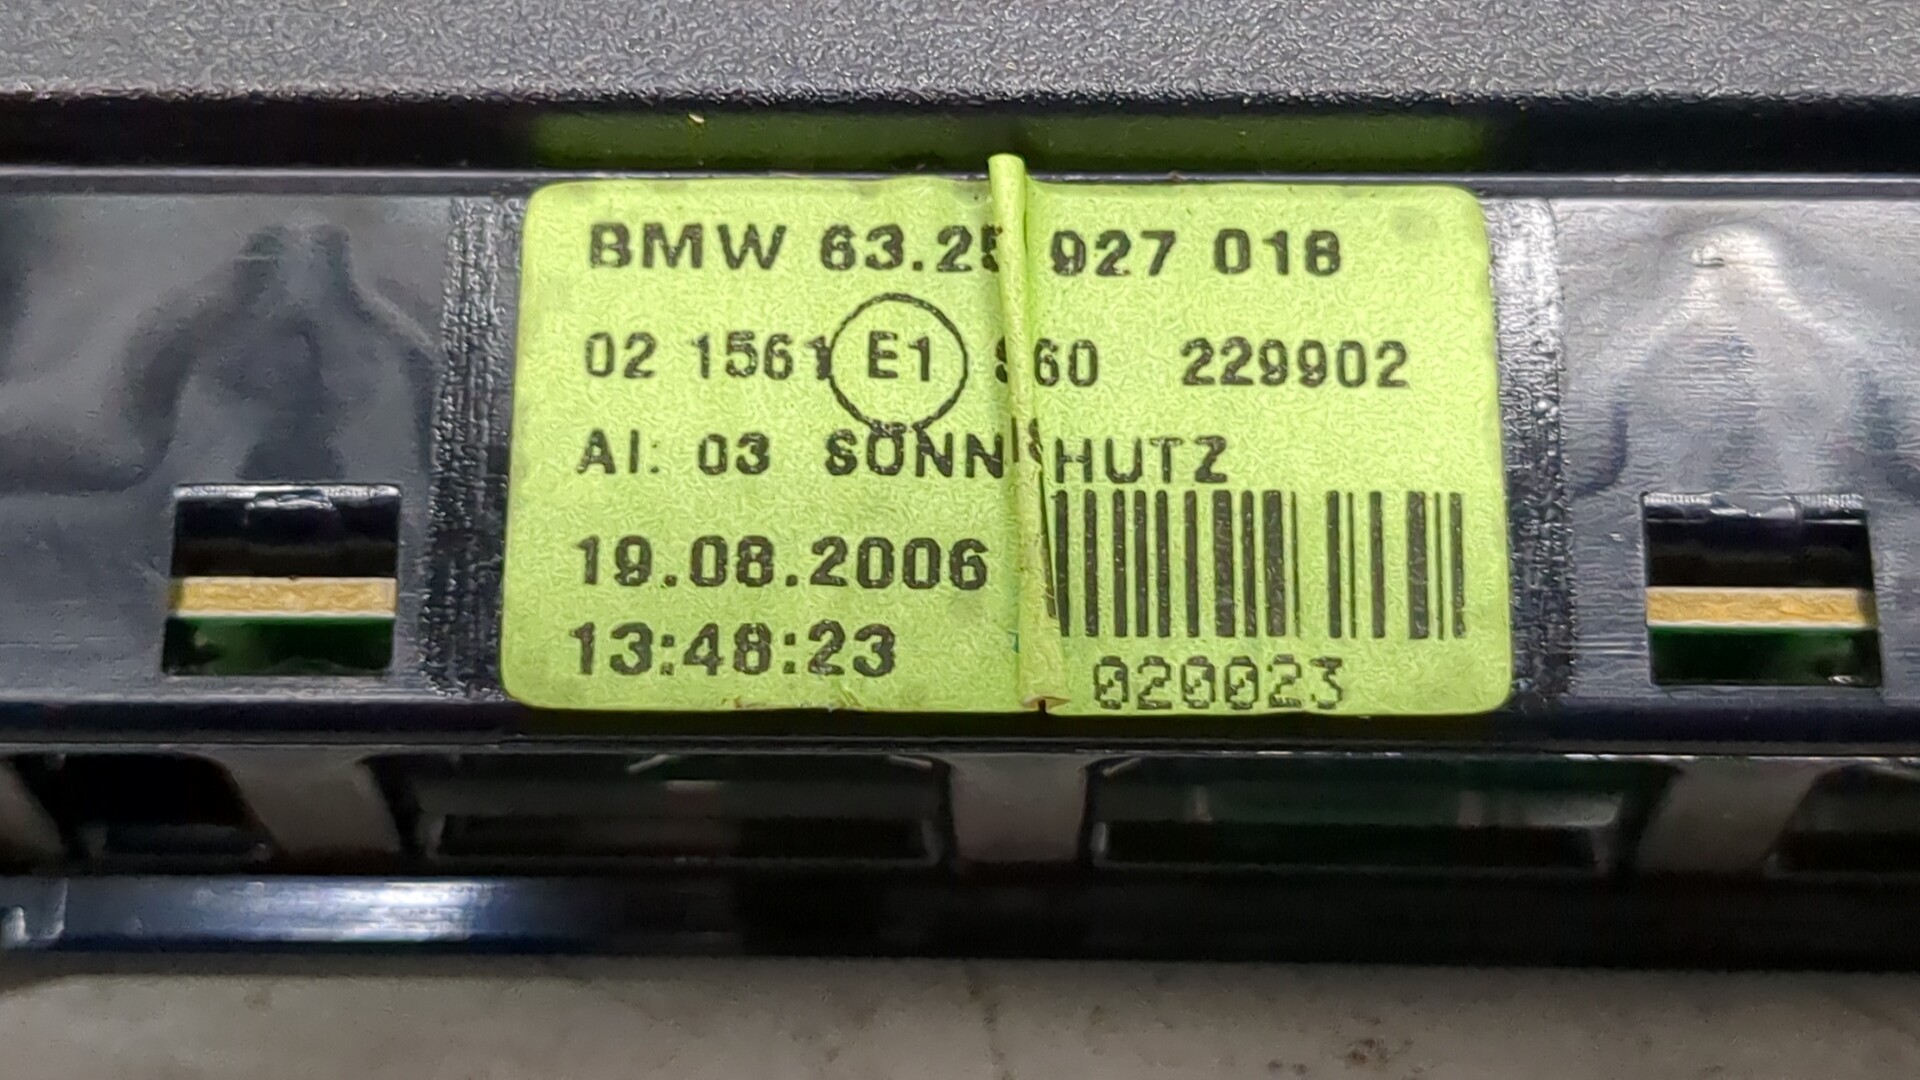 BMW 63.25 927 018
02 1561 E1 860 229902
AI: 03 SONN HUTZ
19.08.2006
13:48:23
020023